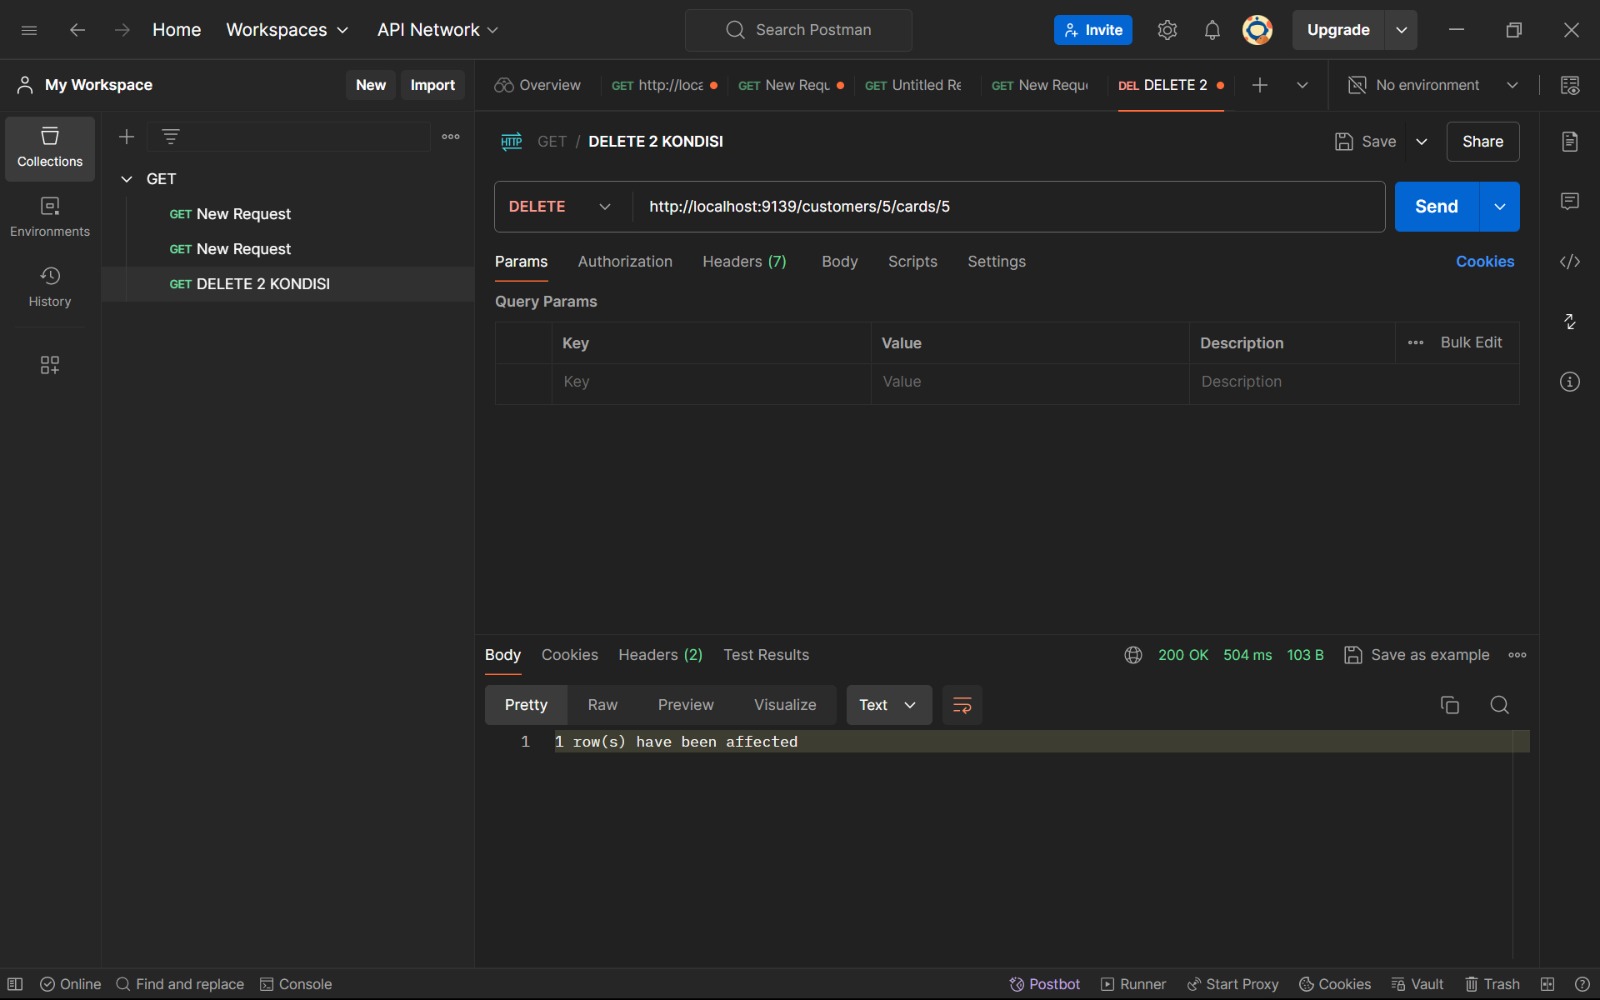 Home Workspaces API Network Search Postman Invite Upgrade
My Workspace New Import
Overview GET http://loca GET New Requ GET Untitled Re GET New Reque DEL DELETE 2 No environment
Collections
Environments
History
GET
GET New Request
GET New Request
GET DELETE 2 KONDISI
HTTP GET / DELETE 2 KONDISI Save Share
DELETE http://localhost:9139/customers/5/cards/5 Send
Params Authorization Headers (7) Body Scripts Settings Cookies
Query Params
Key Value Description Bulk Edit
Key Value Description
Body Cookies Headers (2) Test Results 200 OK 504 ms 103 B Save as example
Pretty Raw Preview Visualize Text
1 1 row(s) have been affected
Online Find and replace Console Postbot Runner Start Proxy Cookies Vault Trash